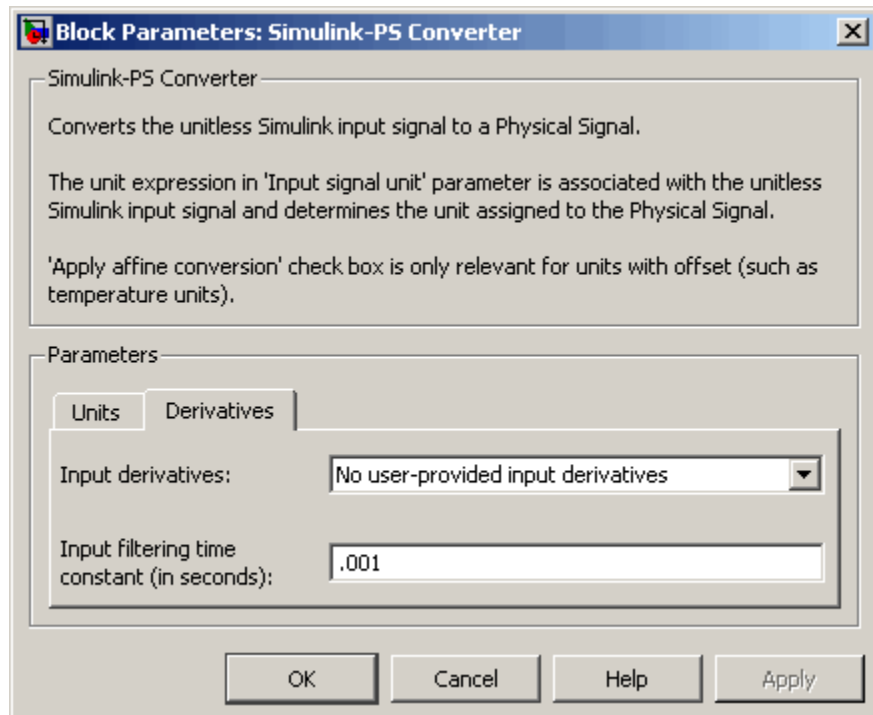 Block Parameters: Simulink-PS Converter
Simulink-PS Converter
Converts the unitless Simulink input signal to a Physical Signal.
The unit expression in 'Input signal unit' parameter is associated with the unitless
Simulink input signal and determines the unit assigned to the Physical Signal.
'Apply affine conversion' check box is only relevant for units with offset (such as
temperature units).
Parameters
Units Derivatives
Input derivatives: No user-provided input derivatives
Input filtering time
constant (in seconds): .001
OK Cancel Help Apply